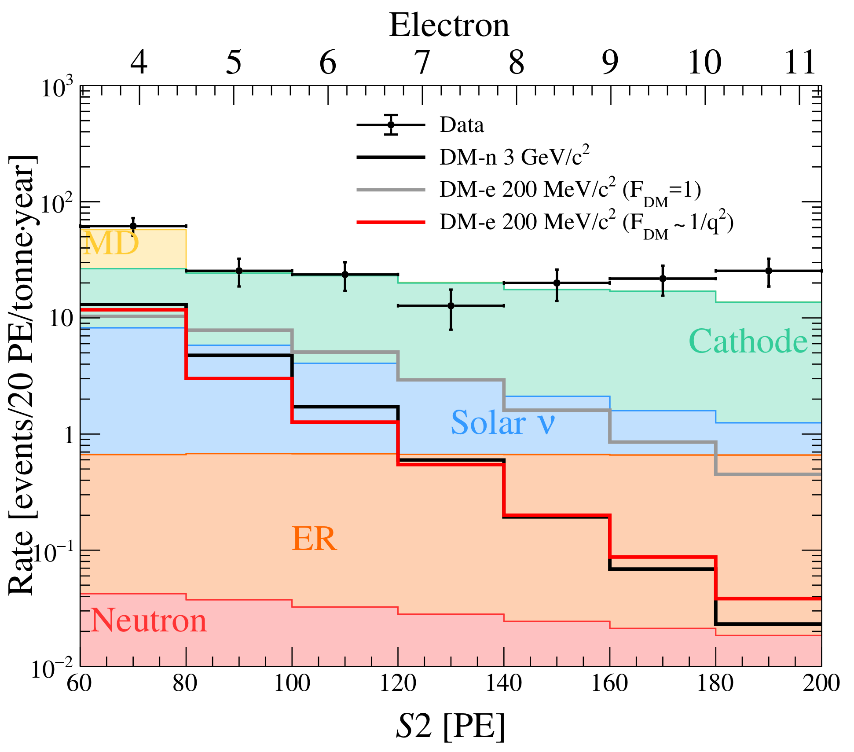 Electron
4 5 6 7 8 9 10 11
10³
10²
10
1
10⁻¹
10⁻²
Rate [events/20 PE/tonne·year]
Data
DM-n 3 GeV/c²
DM-e 200 MeV/c² (F_DM=1)
DM-e 200 MeV/c² (F_DM ~ 1/q²)
MD
Cathode
Solar ν
ER
Neutron
60 80 100 120 140 160 180 200
S2 [PE]